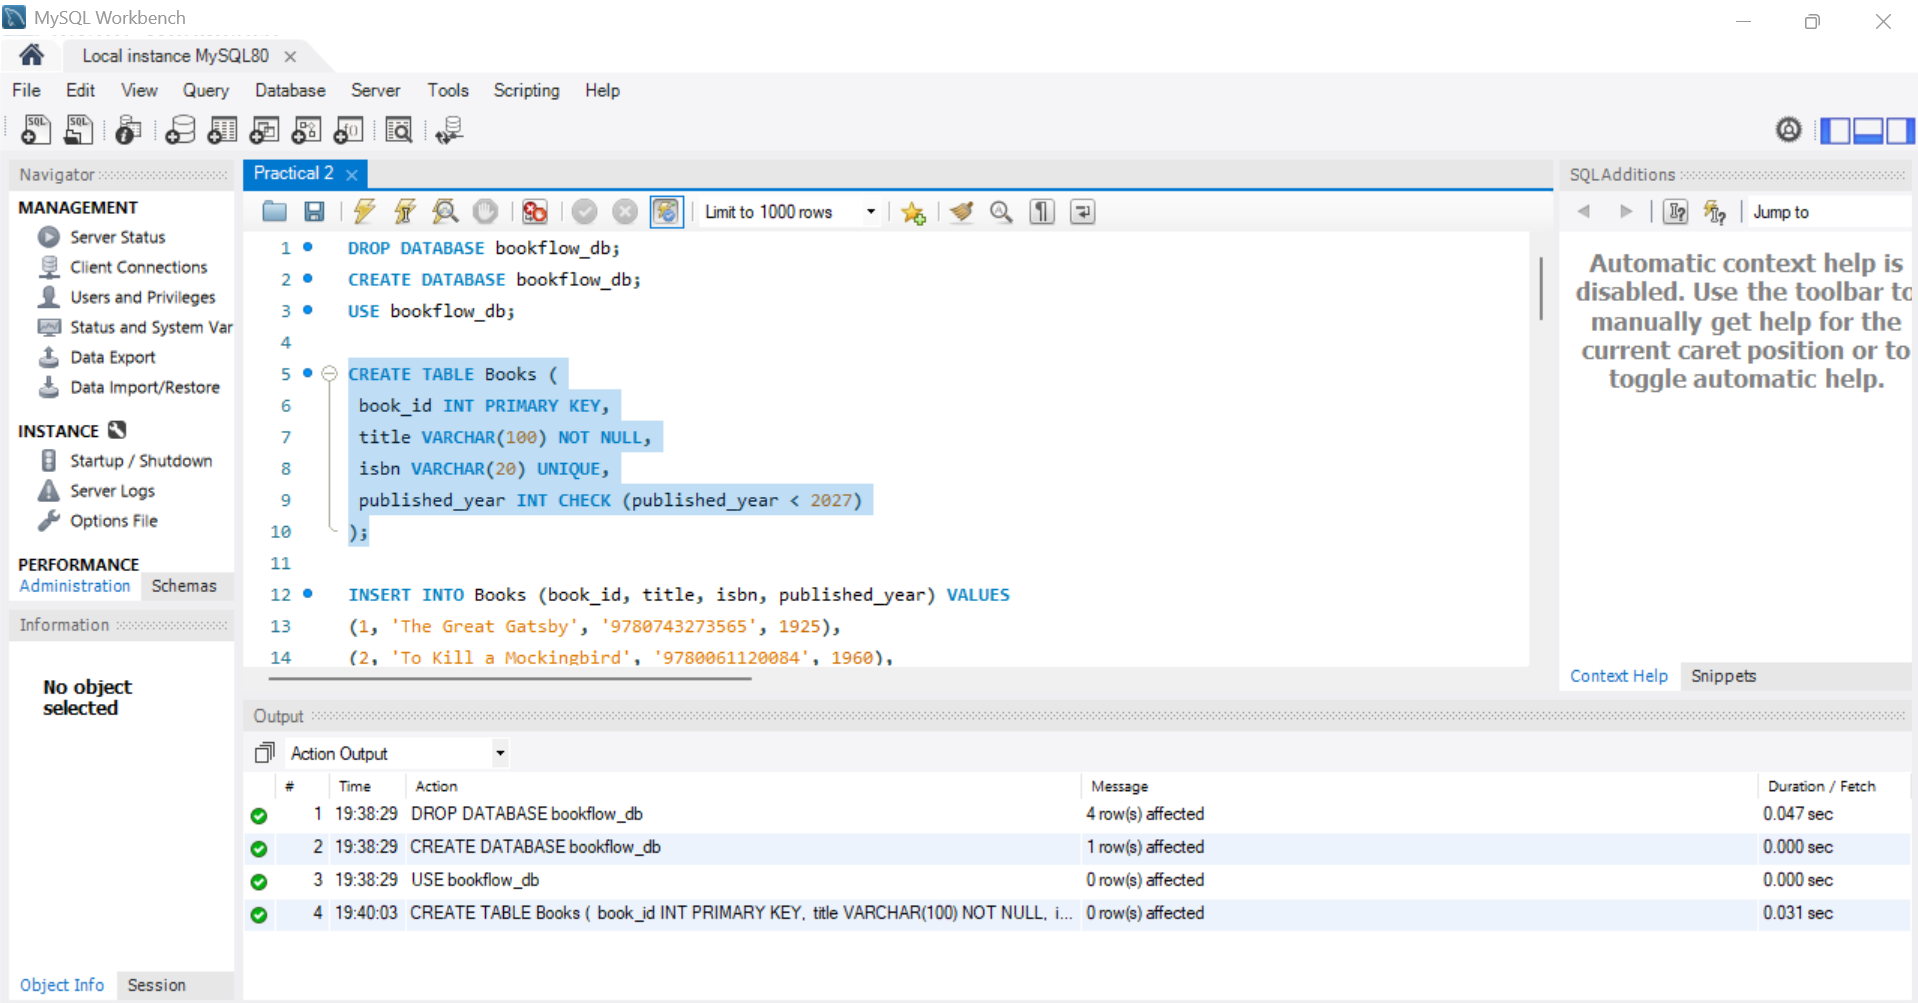 MySQL Workbench
Local instance MySQL80
File Edit View Query Database Server Tools Scripting Help
Navigator
MANAGEMENT
Server Status
Client Connections
Users and Privileges
Status and System Var
Data Export
Data Import/Restore
INSTANCE
Startup / Shutdown
Server Logs
Options File
PERFORMANCE
Administration Schemas
Information
No object
selected
Object Info Session
Practical 2
Limit to 1000 rows
1 DROP DATABASE bookflow_db;
2 CREATE DATABASE bookflow_db;
3 USE bookflow_db;
4
5 CREATE TABLE Books (
6 book_id INT PRIMARY KEY,
7 title VARCHAR(100) NOT NULL,
8 isbn VARCHAR(20) UNIQUE,
9 published_year INT CHECK (published_year < 2027)
10 );
11
12 INSERT INTO Books (book_id, title, isbn, published_year) VALUES
13 (1, 'The Great Gatsby', '9780743273565', 1925),
14 (2, 'To Kill a Mockingbird', '9780061120084', 1960),
SQLAdditions
Jump to
Automatic context help is
disabled. Use the toolbar to
manually get help for the
current caret position or to
toggle automatic help.
Context Help Snippets
Output
Action Output
# Time Action Message Duration / Fetch
1 19:38:29 DROP DATABASE bookflow_db 4 row(s) affected 0.047 sec
2 19:38:29 CREATE DATABASE bookflow_db 1 row(s) affected 0.000 sec
3 19:38:29 USE bookflow_db 0 row(s) affected 0.000 sec
4 19:40:03 CREATE TABLE Books ( book_id INT PRIMARY KEY, title VARCHAR(100) NOT NULL, i... 0 row(s) affected 0.031 sec